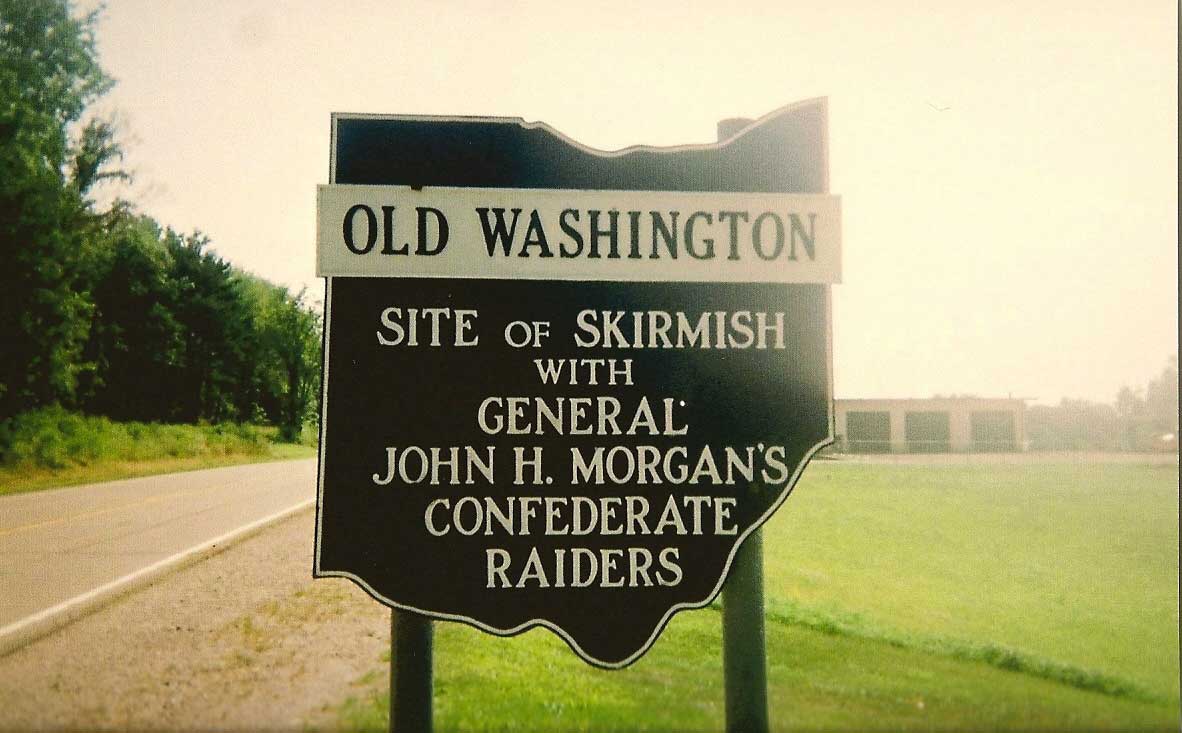 OLD WASHINGTON
SITE OF SKIRMISH
WITH
GENERAL
JOHN H. MORGAN'S
CONFEDERATE
RAIDERS